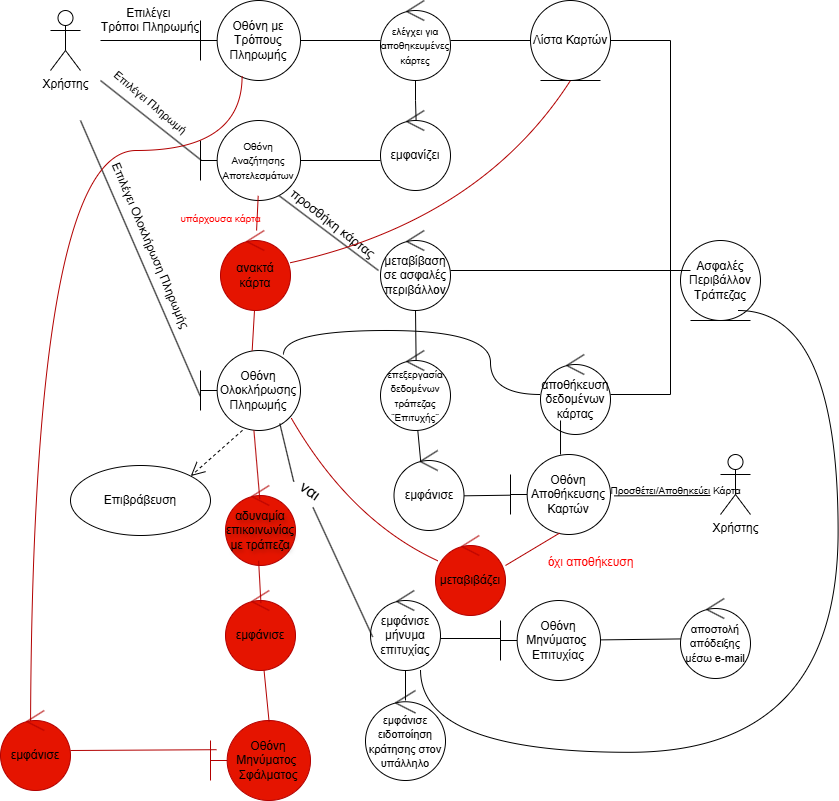 Επιλέγει
Τρόποι Πληρωμής
Χρήστης
Οθόνη με
Τρόπους
Πληρωμής
ελέγχει για
αποθηκευμένες
κάρτες
Λίστα Καρτών
Επιλέγει Πληρωμή
Οθόνη
Αναζήτησης
Αποτελεσμάτων
εμφανίζει
Επιλέγει Ολοκλήρωση Πληρωμής
υπάρχουσα κάρτα
προσθήκη κάρτας
ανακτά
κάρτα
μεταβίβαση
σε ασφαλές
περιβάλλον
Ασφαλές
Περιβάλλον
Τράπεζας
Οθόνη
Ολοκλήρωσης
Πληρωμής
επεξεργασία
δεδομένων
τράπεζας
¨Επιτυχής¨
αποθήκευση
δεδομένων
κάρτας
Επιβράβευση
ναι
εμφάνισε
Οθόνη
Αποθήκευσης
Καρτών
Προσθέτει/Αποθηκεύει Κάρτα
Χρήστης
αδυναμία
επικοινωνίας
με τράπεζα
μεταβιβάζει
όχι αποθήκευση
εμφάνισε
εμφάνισε
μήνυμα
επιτυχίας
Οθόνη
Μηνύματος
Επιτυχίας
αποστολή
απόδειξης
μέσω e-mail
εμφάνισε
Οθόνη
Μηνύματος
Σφάλματος
εμφάνισε
ειδοποίηση
κράτησης στον
υπάλληλο